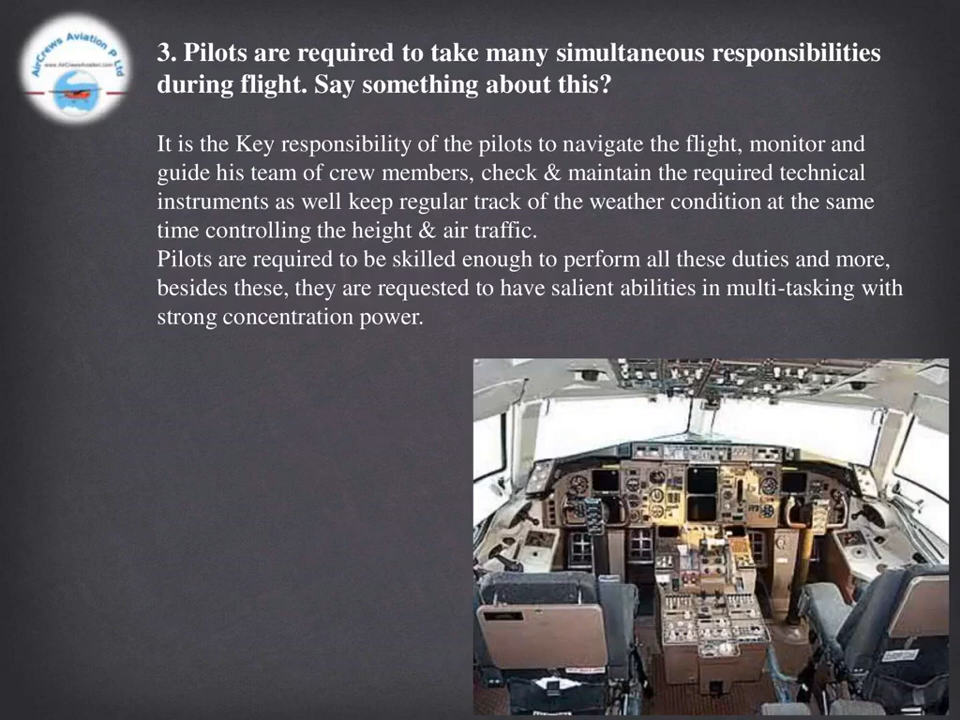 AirCrews Aviation P Ltd
www.AirCrewsAviation.com
3. Pilots are required to take many simultaneous responsibilities
during flight. Say something about this?
It is the Key responsibility of the pilots to navigate the flight, monitor and
guide his team of crew members, check & maintain the required technical
instruments as well keep regular track of the weather condition at the same
time controlling the height & air traffic.
Pilots are required to be skilled enough to perform all these duties and more,
besides these, they are requested to have salient abilities in multi-tasking with
strong concentration power.